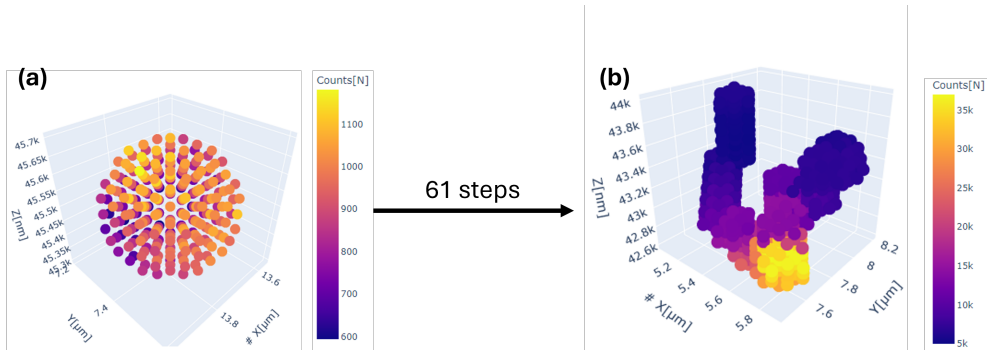 (a)
Counts[N]
1100
1000
900
800
700
600
45.7k
45.65k
45.6k
45.55k
45.5k
45.45k
45.4k
45.35k
45.3k
Z[nm]
7.2
7.4
Y[μm]
13.6
13.8
# X[μm]
61 steps
(b)
Counts[N]
35k
30k
25k
20k
15k
10k
5k
44k
43.8k
43.6k
43.4k
43.2k
43k
42.8k
42.6k
Z[nm]
5.2
5.4
5.6
5.8
# X[μm]
8.2
8
7.8
7.6
Y[μm]